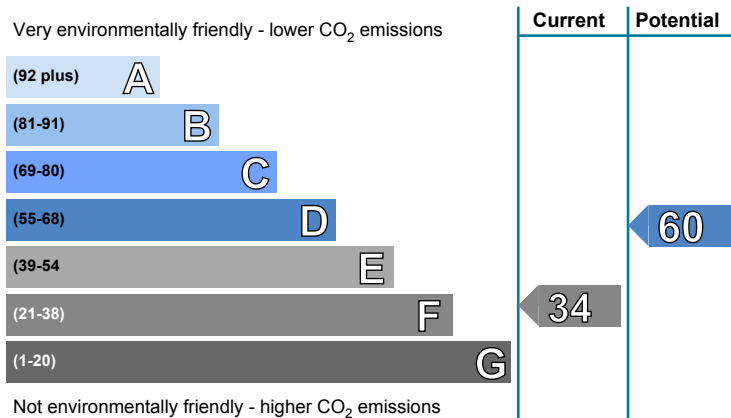 Very environmentally friendly - lower CO₂ emissions
Current
Potential
(92 plus) A
(81-91) B
(69-80) C
(55-68) D
60
(39-54 E
(21-38) F
34
(1-20) G
Not environmentally friendly - higher CO₂ emissions